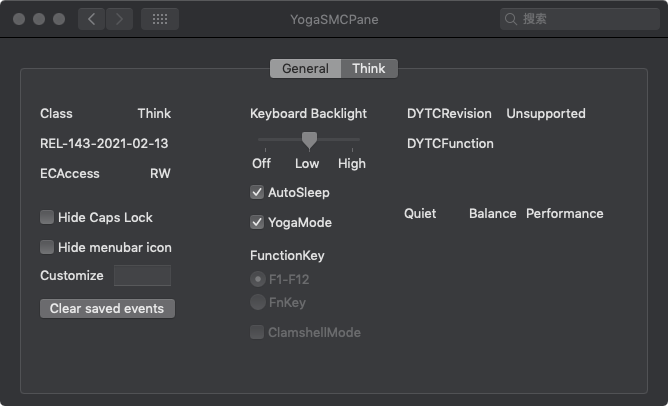 YogaSMCPane
搜索
General Think
Class Think
REL-143-2021-02-13
ECAccess RW
Hide Caps Lock
Hide menubar icon
Customize
Clear saved events
Keyboard Backlight
Off Low High
AutoSleep
YogaMode
FunctionKey
F1-F12
FnKey
ClamshellMode
DYTCRevision Unsupported
DYTCFunction
Quiet Balance Performance